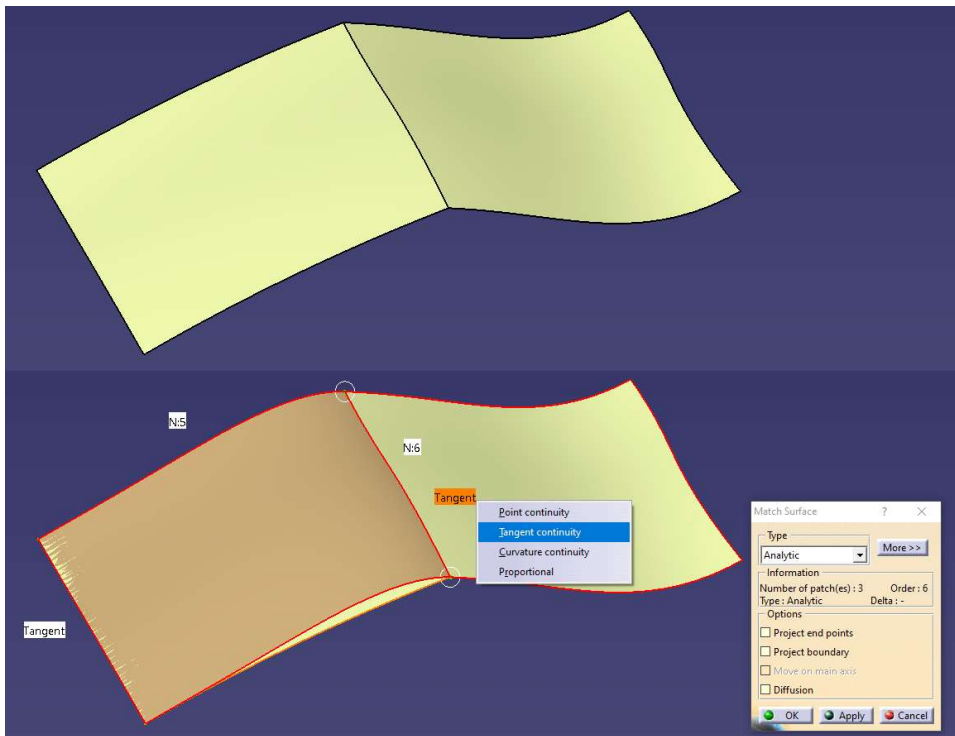 N:5
N:6
Tangent
Point continuity
Tangent continuity
Curvature continuity
Proportional
Tangent
Match Surface ? ×
Type
Analytic
More >>
Information
Number of patch(es) : 3 Order : 6
Type : Analytic Delta : -
Options
Project end points
Project boundary
Move on main axis
Diffusion
OK Apply Cancel